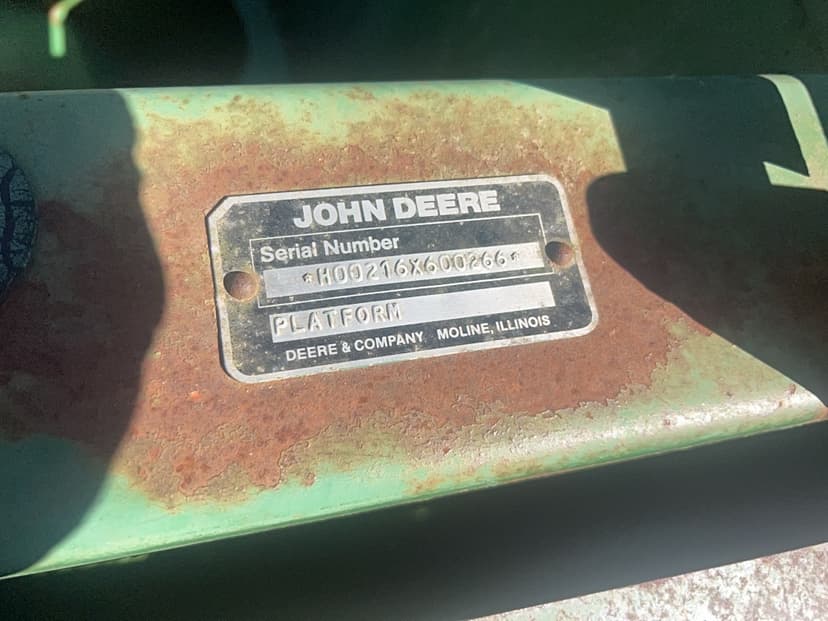 JOHN DEERE
Serial Number
*H00216X600266*
PLATFORM
DEERE & COMPANY MOLINE, ILLINOIS